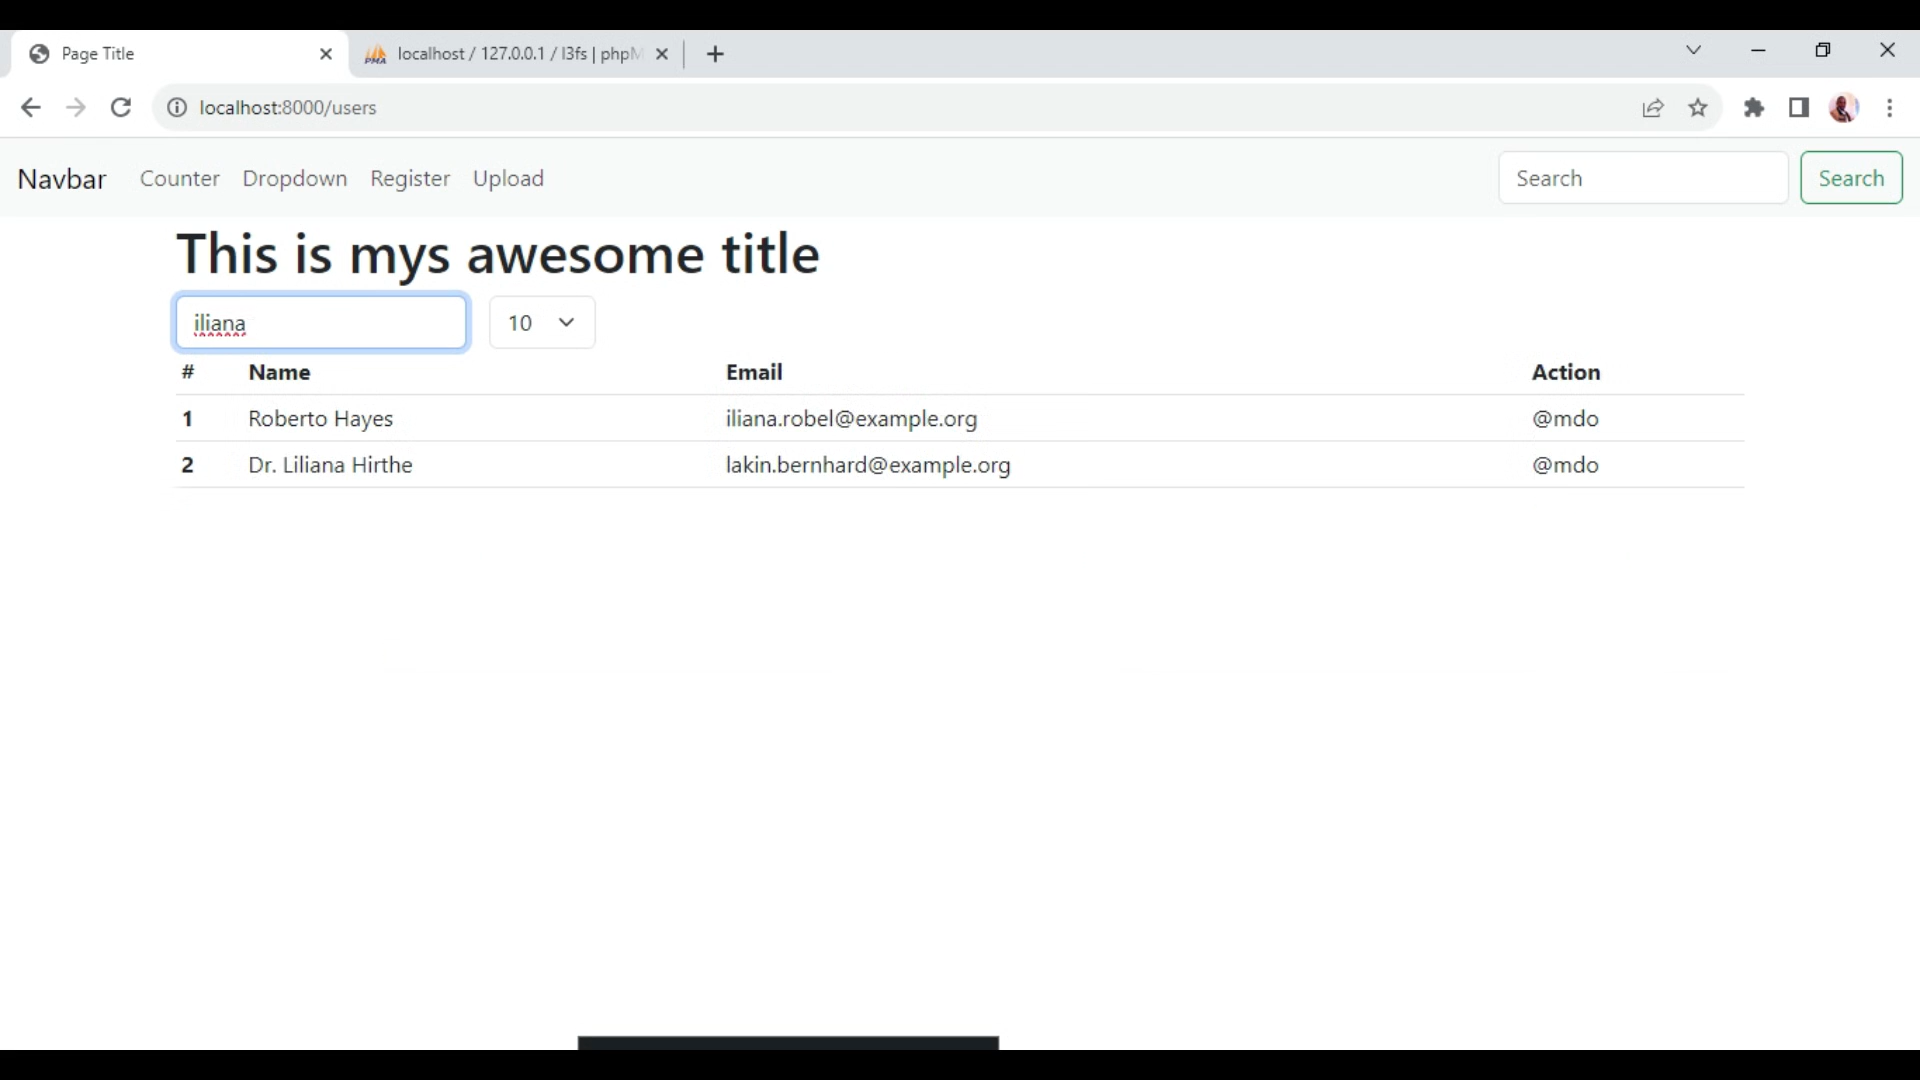 Page Title
localhost / 127.0.0.1 / l3fs | phpM
localhost:8000/users
Navbar Counter Dropdown Register Upload Search Search
This is mys awesome title
iliana 10
# Name Email Action
1 Roberto Hayes iliana.robel@example.org @mdo
2 Dr. Liliana Hirthe lakin.bernhard@example.org @mdo